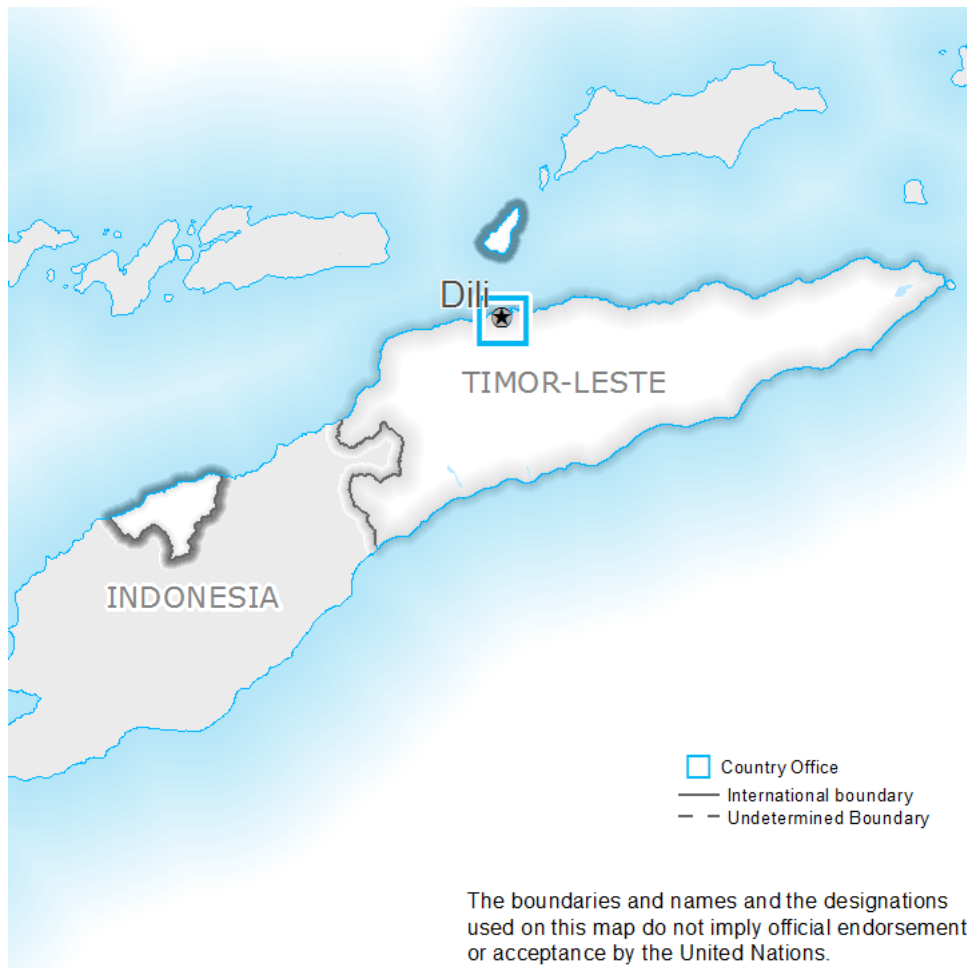 Dili
TIMOR-LESTE
INDONESIA
Country Office
International boundary
Undetermined Boundary
The boundaries and names and the designations
used on this map do not imply official endorsement
or acceptance by the United Nations.